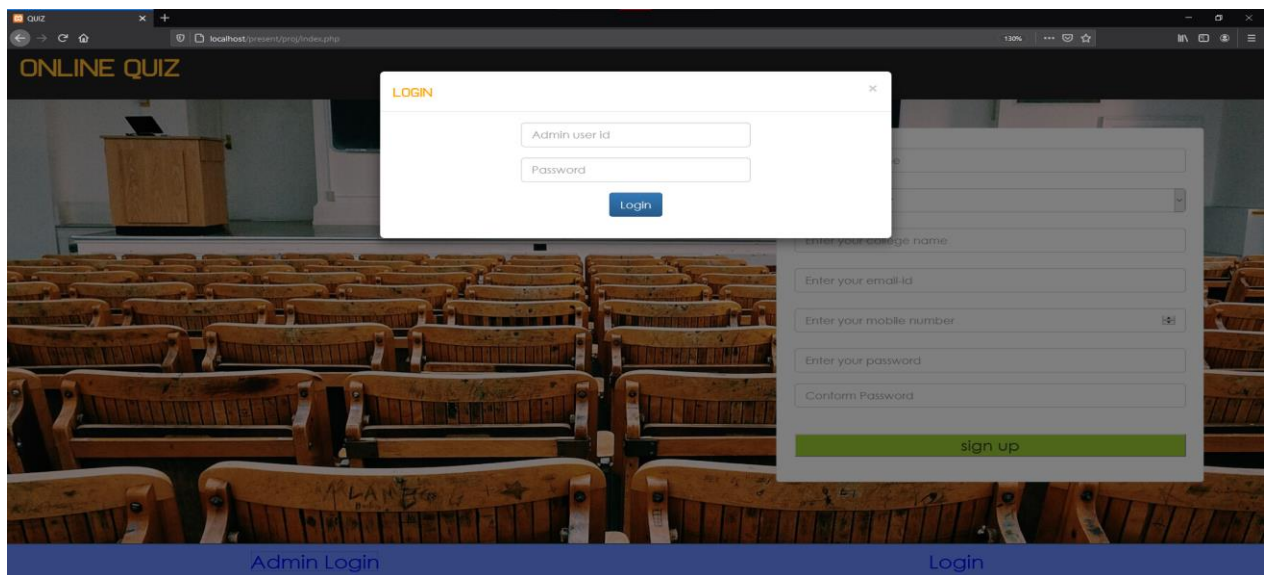 QUIZ
localhost/present/proj/index.php
130%
ONLINE QUIZ
LOGIN
Admin user id
Password
Login
Enter your college name
Enter your email-id
Enter your mobile number
Enter your password
Conform Password
sign up
Admin Login
Login